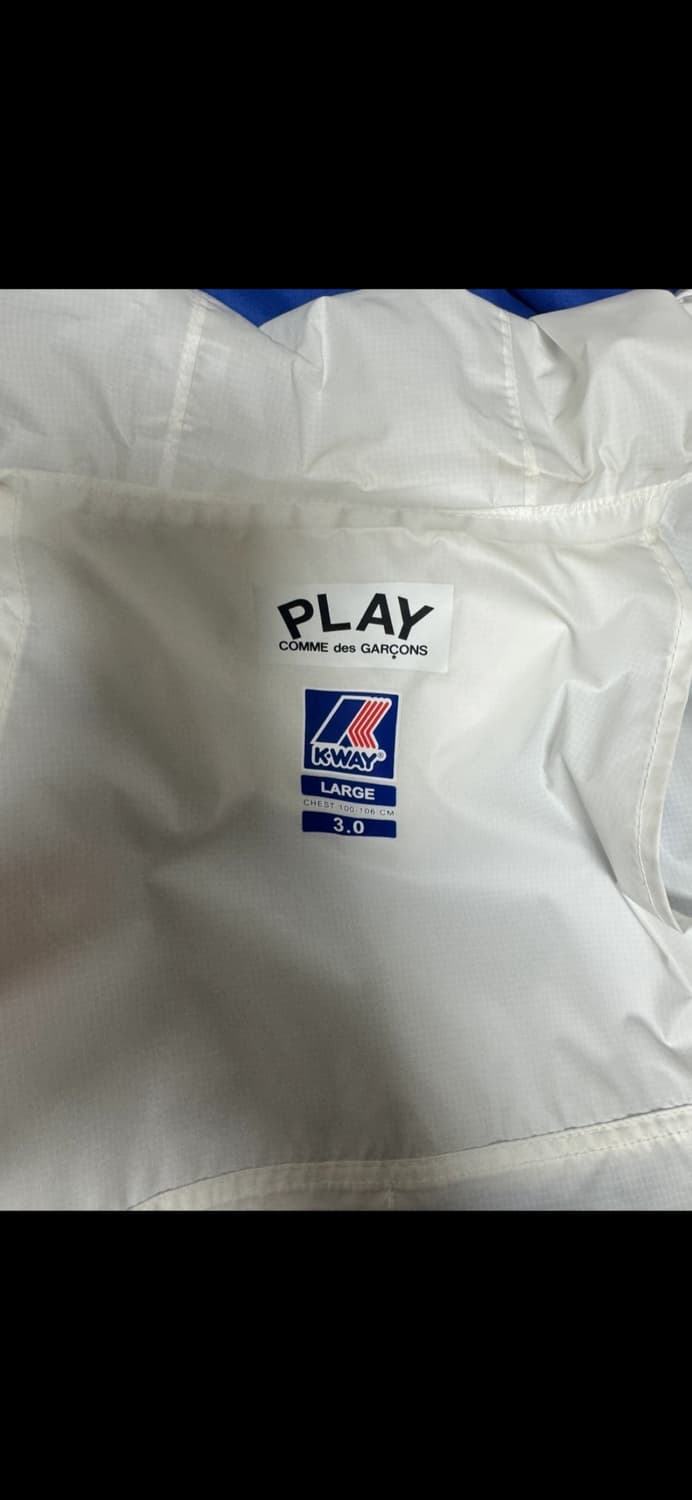 PLAY
COMME des GARÇONS
K-WAY®
LARGE
CHEST 100-106 CM
3.0